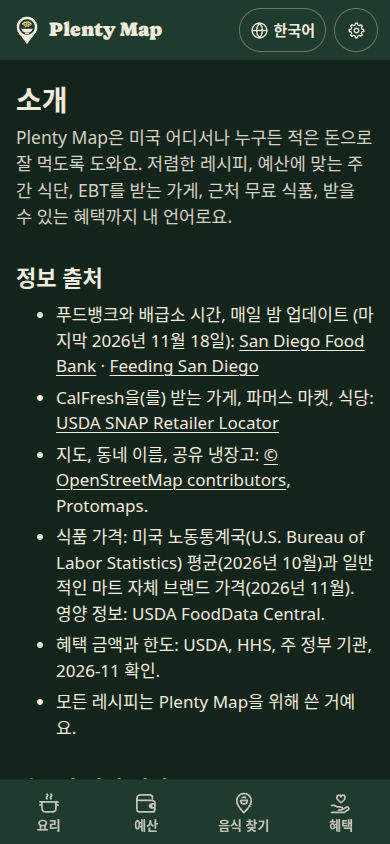 Plenty Map
한국어
소개
Plenty Map은 미국 어디서나 누구든 적은 돈으로
잘 먹도록 도와요. 저렴한 레시피, 예산에 맞는 주
간 식단, EBT를 받는 가게, 근처 무료 식품, 받을
수 있는 혜택까지 내 언어로요.
정보 출처
• 푸드뱅크와 배급소 시간, 매일 밤 업데이트 (마
지막 2026년 11월 18일): San Diego Food
Bank · Feeding San Diego
• CalFresh을(를) 받는 가게, 파머스 마켓, 식당:
USDA SNAP Retailer Locator
• 지도, 동네 이름, 공유 냉장고: ©
OpenStreetMap contributors,
Protomaps.
• 식품 가격: 미국 노동통계국(U.S. Bureau of
Labor Statistics) 평균(2026년 10월)과 일반
적인 마트 자체 브랜드 가격(2026년 11월).
영양 정보: USDA FoodData Central.
• 혜택 금액과 한도: USDA, HHS, 주 정부 기관,
2026-11 확인.
• 모든 레시피는 Plenty Map을 위해 쓴 거예
요.
요리
예산
음식 찾기
혜택